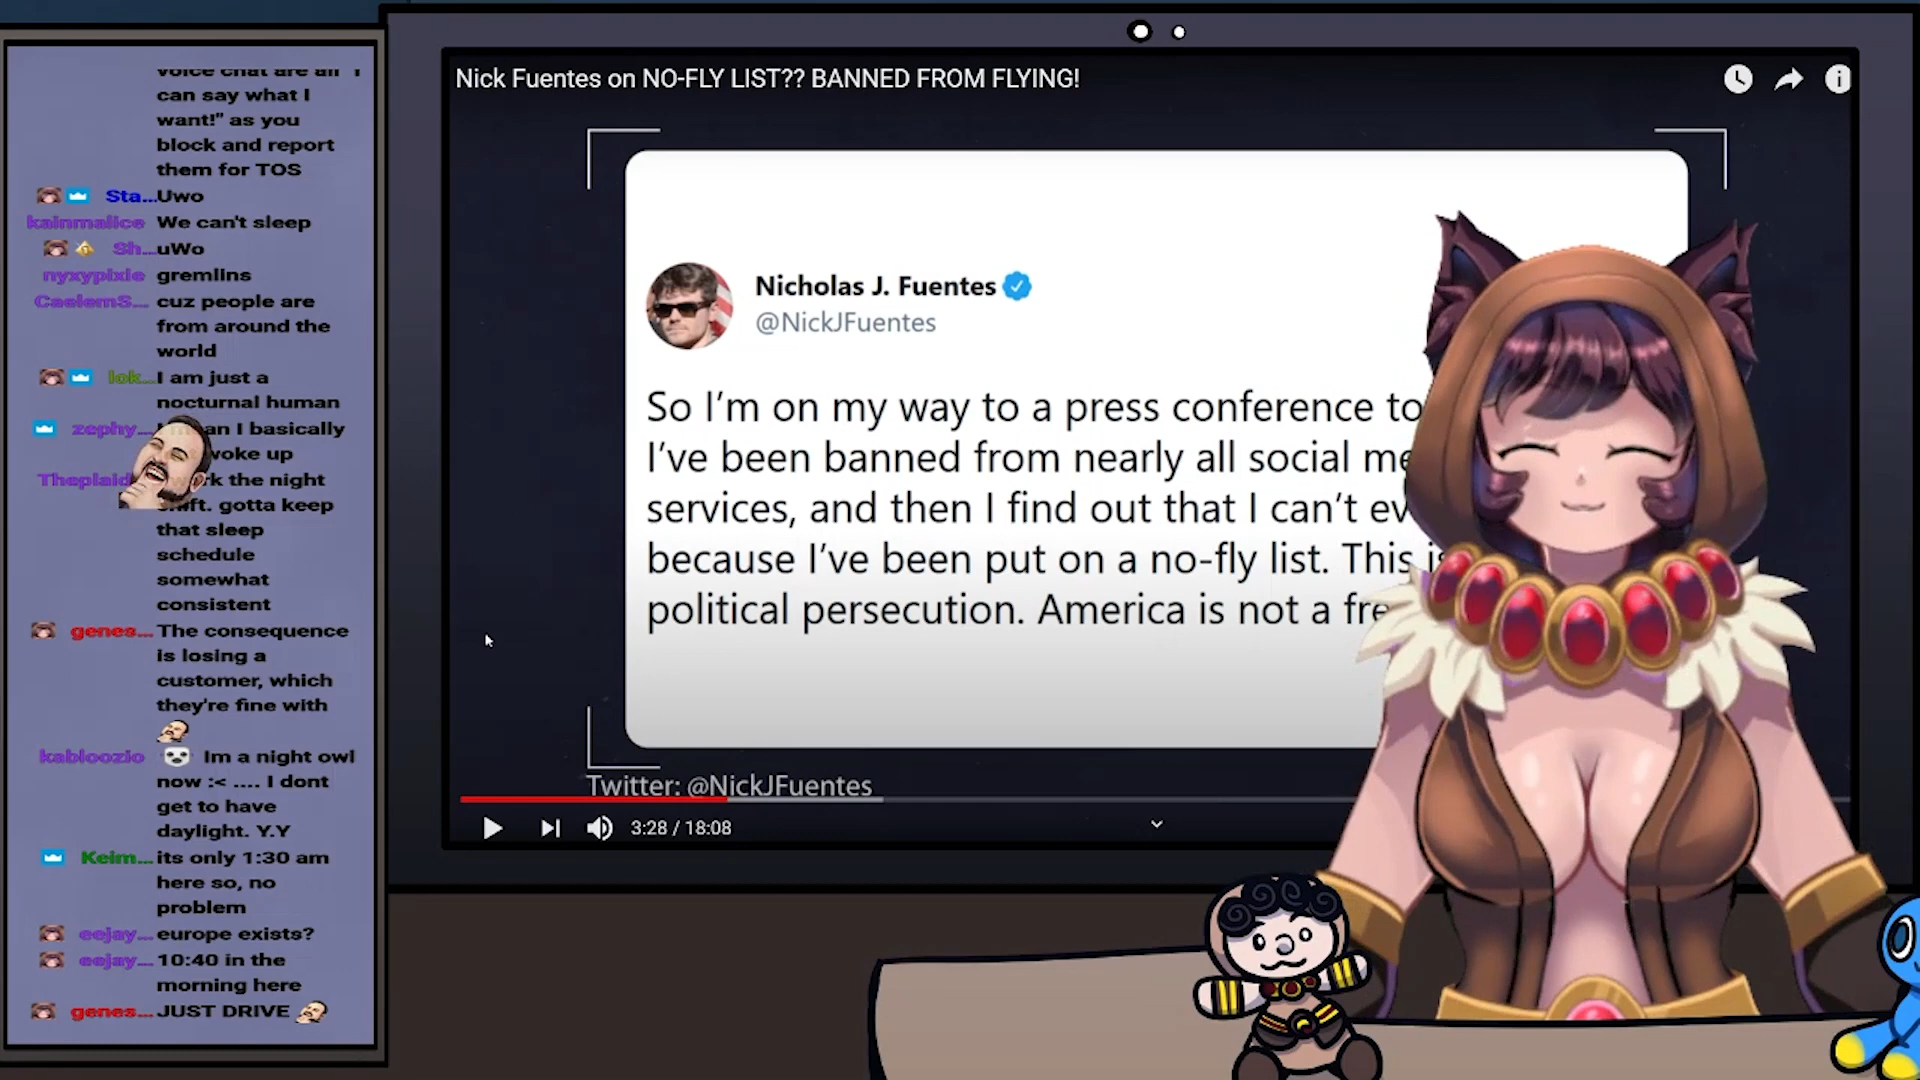 voice chat are all "I
can say what I
want!" as you
block and report
them for TOS
Sta...Uwo
kainmalice We can't sleep
Sh...uWo
nyxypixie gremlins
CaelemS... cuz people are
from around the
world
lok...I am just a
nocturnal human
zephy... an I basically
woke up
Theplaid the night
gotta keep
that sleep
schedule
somewhat
consistent
genes...The consequence
is losing a
customer, which
they're fine with
kabloozio Im a night owl
now :< .... I dont
get to have
daylight. Y.Y
Keim...its only 1:30 am
here so, no
problem
eejay...europe exists?
eejay...10:40 in the
morning here
genes...JUST DRIVE
Nick Fuentes on NO-FLY LIST?? BANNED FROM FLYING!
Nicholas J. Fuentes
@NickJFuentes
So I'm on my way to a press conference to
I've been banned from nearly all social me
services, and then I find out that I can't ev
because I've been put on a no-fly list. This is
political persecution. America is not a fre
Twitter: @NickJFuentes
3:28 / 18:08